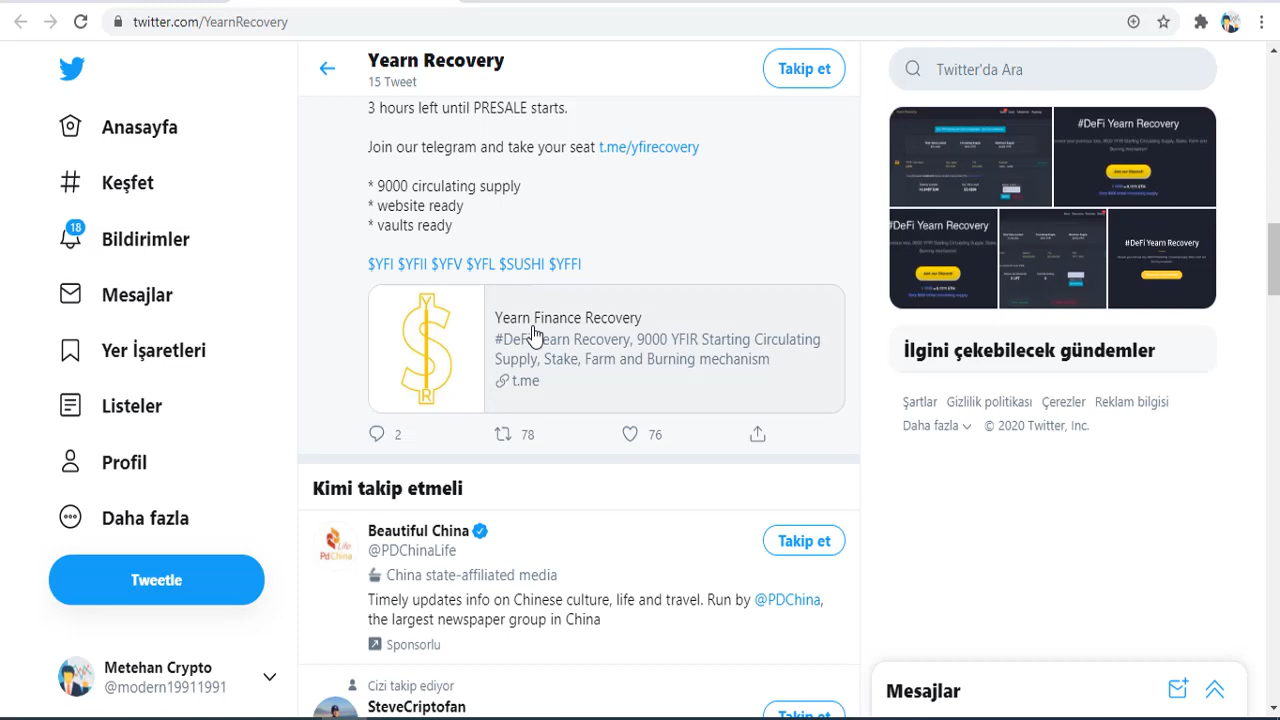 twitter.com/YearnRecovery
Anasayfa
Keşfet
18
Bildirimler
Mesajlar
Yer İşaretleri
Listeler
Profil
Daha fazla
Tweetle
Metehan Crypto
@modern19911991
Yearn Recovery
15 Tweet
Takip et
3 hours left until PRESALE starts.
Join telegram and take your seat t.me/yfirecovery
* 9000 circulating supply
* website ready
* vaults ready
$YFI $YFII $YFV $YFL $SUSHI $YFFI
Yearn Finance Recovery
#DeFi Yearn Recovery, 9000 YFIR Starting Circulating
Supply, Stake, Farm and Burning mechanism
t.me
2
78
76
Kimi takip etmeli
Beautiful China
@PDChinaLife
Takip et
China state-affiliated media
Timely updates info on Chinese culture, life and travel. Run by @PDChina,
the largest newspaper group in China
Sponsorlu
Cizi takip ediyor
SteveCriptofan
Takip et
Twitter'da Ara
#DeFi Yearn Recovery
#DeFi Yearn Recovery
#DeFi Yearn Recovery
İlgini çekebilecek gündemler
Şartlar Gizlilik politikası Çerezler Reklam bilgisi
Daha fazla © 2020 Twitter, Inc.
Mesajlar